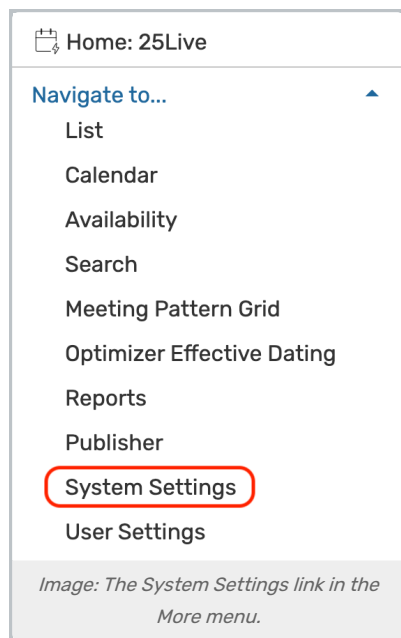 Home: 25Live
Navigate to...
List
Calendar
Availability
Search
Meeting Pattern Grid
Optimizer Effective Dating
Reports
Publisher
System Settings
User Settings
Image: The System Settings link in the
More menu.